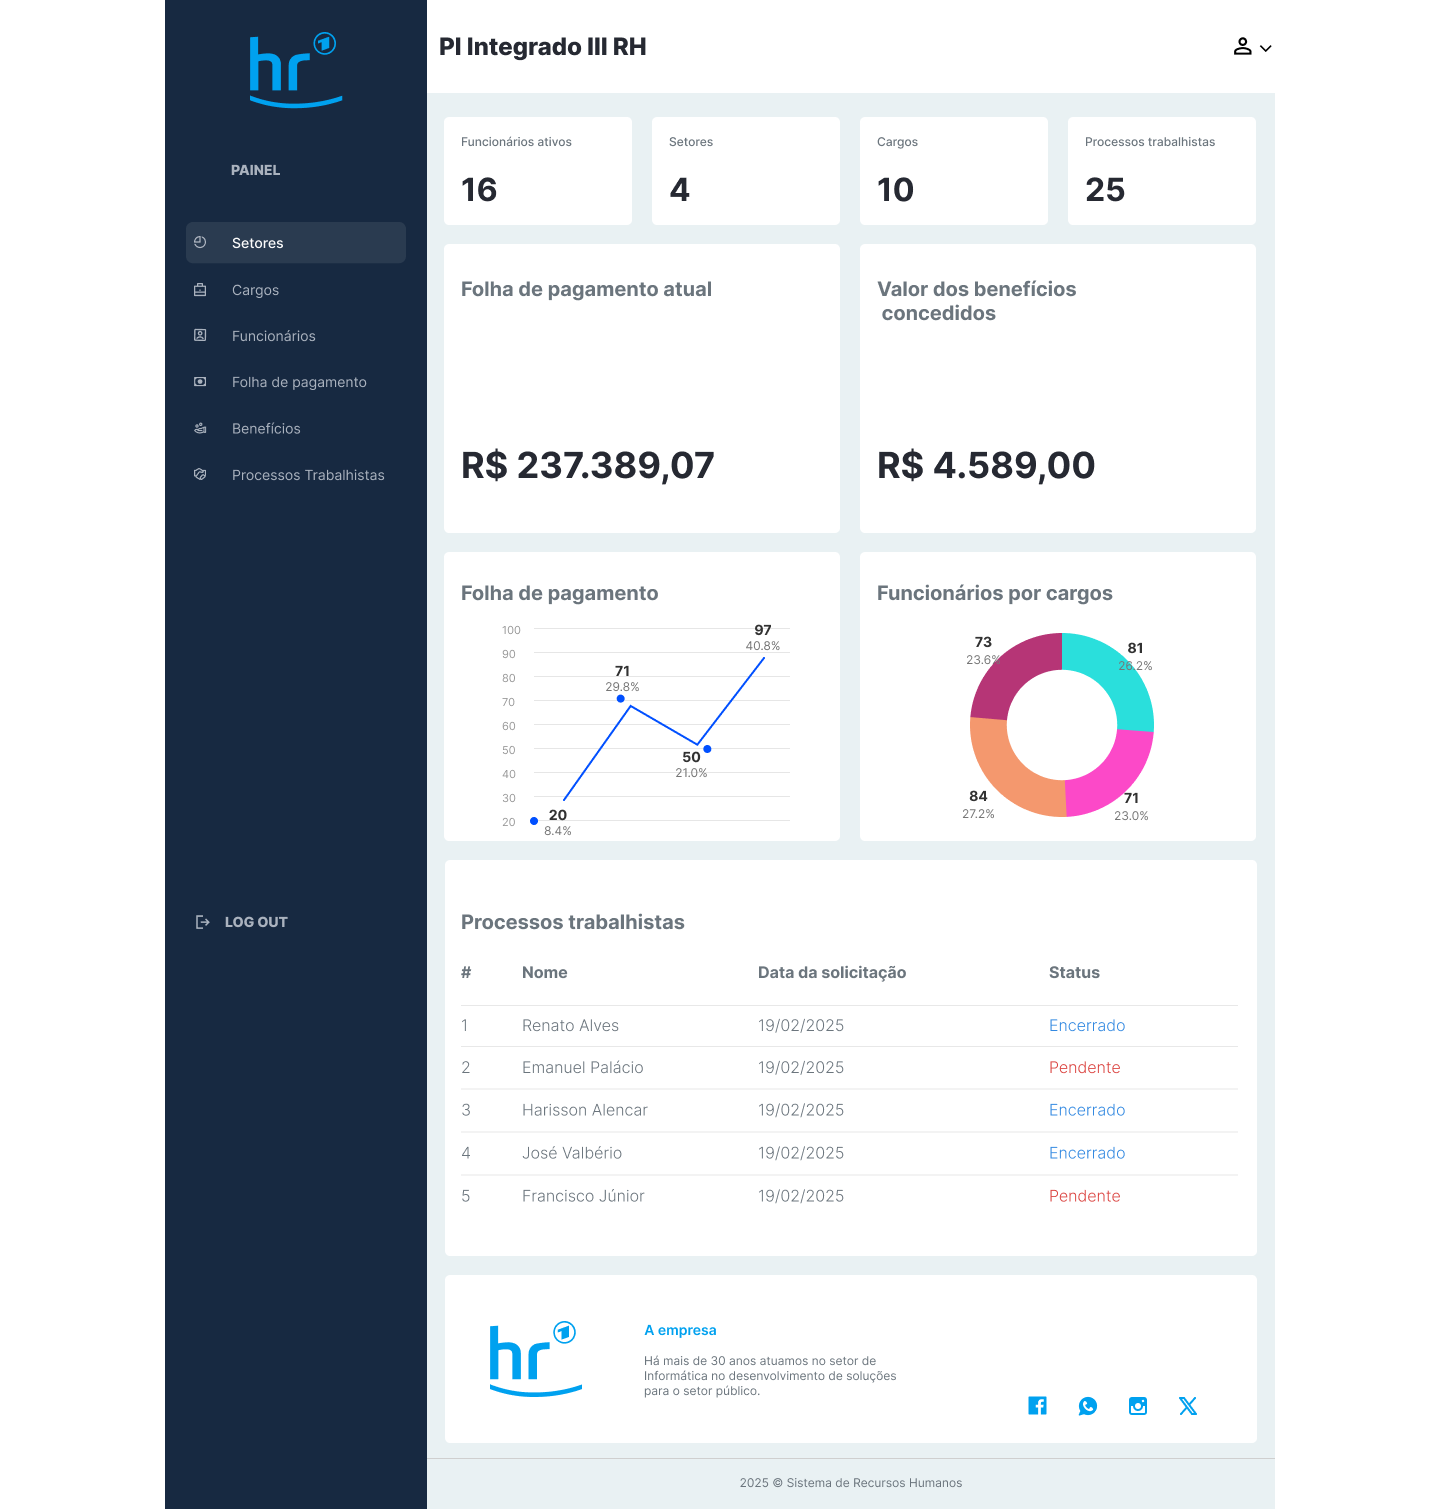 hr
PAINEL
Setores
Cargos
Funcionários
Folha de pagamento
Benefícios
Processos Trabalhistas
LOG OUT
PI Integrado III RH
Funcionários ativos
16
Setores
4
Cargos
10
Processos trabalhistas
25
Folha de pagamento atual
R$ 237.389,07
Valor dos benefícios
concedidos
R$ 4.589,00
Folha de pagamento
100
90
80
70
60
50
40
30
20
20
8.4%
71
29.8%
50
21.0%
97
40.8%
Funcionários por cargos
73
23.6%
81
26.2%
84
27.2%
71
23.0%
Processos trabalhistas
# Nome Data da solicitação Status
1 Renato Alves 19/02/2025 Encerrado
2 Emanuel Palácio 19/02/2025 Pendente
3 Harisson Alencar 19/02/2025 Encerrado
4 José Valbério 19/02/2025 Encerrado
5 Francisco Júnior 19/02/2025 Pendente
hr
A empresa
Há mais de 30 anos atuamos no setor de
Informática no desenvolvimento de soluções
para o setor público.
2025 © Sistema de Recursos Humanos